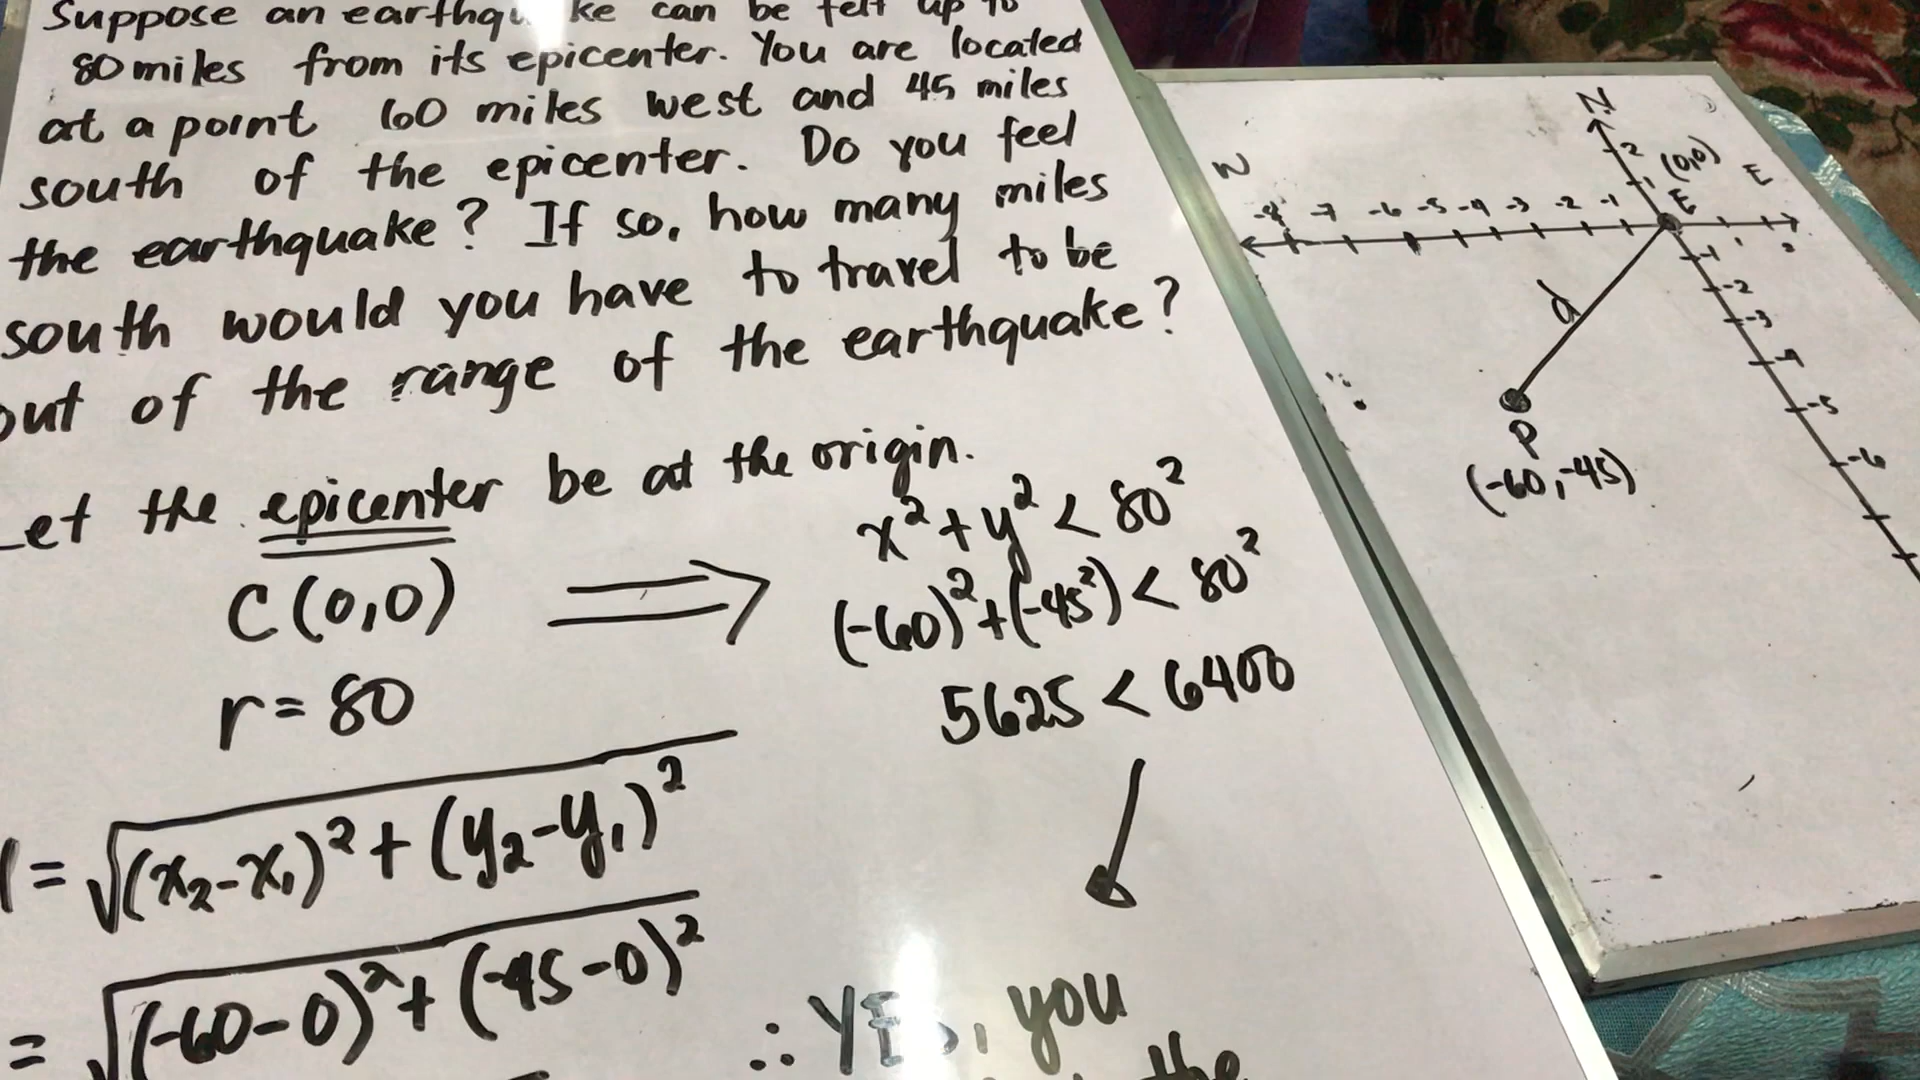 Suppose an earthqu ke can be felt up to
80 miles from its epicenter. You are located
at a point 60 miles west and 45 miles
south of the epicenter. Do you feel
the earthquake? If so, how many miles
south would you have to travel to be
out of the range of the earthquake?
Let the epicenter be at the origin.
C(0,0) ⟹ x² + y² < 80²
(-60)² + (-45²) < 80²
r = 80
5625 < 6400
= √(x₂-x₁)² + (y₂-y₁)²
= √(-60-0)² + (-45-0)²
∴ YES, you
the
N
W
E
2
1
(0,0)
E
-8 -7 -6 -5 -4 -3 -2 -1
1 2
-1
-2
-3
-4
-5
-6
d
P
(-60,-45)